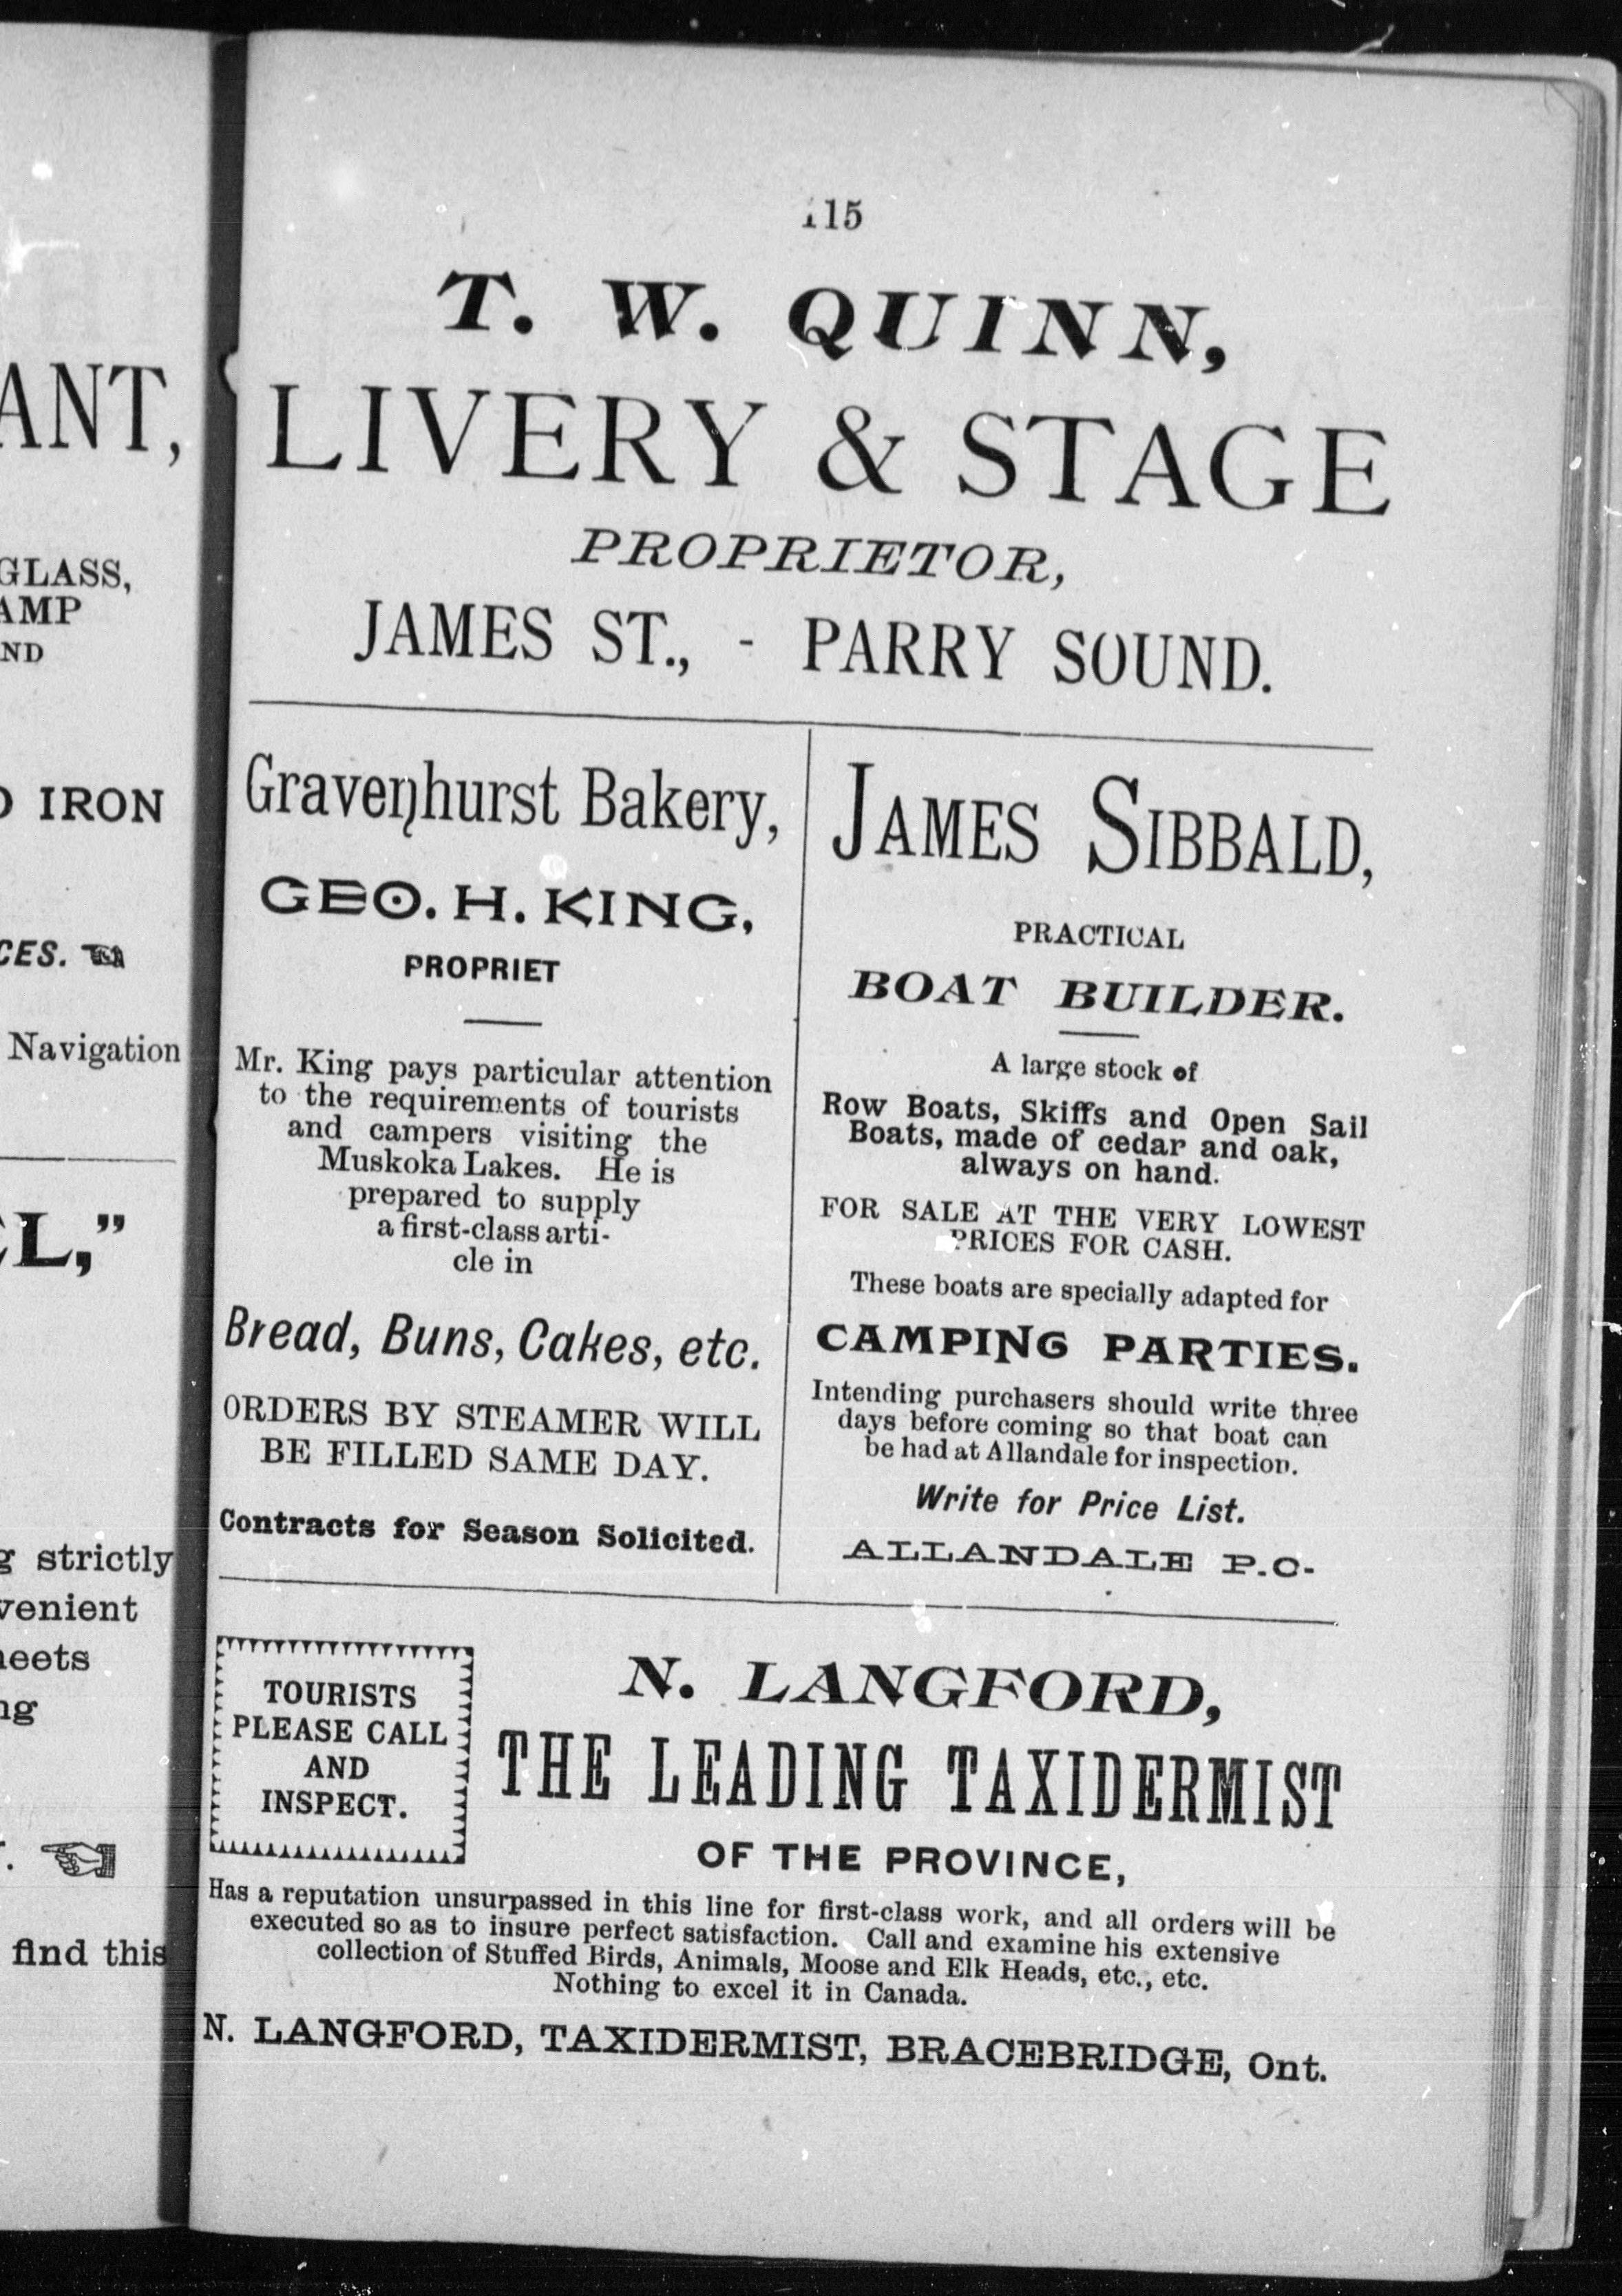 ANT,
GLASS,
AMP
ND
IRON
CES.
Navigation
L,”
g strictly
venient
neets
ng
find this
115
T. W. QUINN,
LIVERY & STAGE
PROPRIETOR,
JAMES ST., - PARRY SOUND.
Gravenhurst Bakery,
GEO. H. KING,
PROPRIET
Mr. King pays particular attention
to the requirements of tourists
and campers visiting the
Muskoka Lakes. He is
prepared to supply
a first-class arti-
cle in
Bread, Buns, Cakes, etc.
ORDERS BY STEAMER WILL
BE FILLED SAME DAY.
Contracts for Season Solicited.
JAMES SIBBALD,
PRACTICAL
BOAT BUILDER.
A large stock of
Row Boats, Skiffs and Open Sail
Boats, made of cedar and oak,
always on hand.
FOR SALE AT THE VERY LOWEST
PRICES FOR CASH.
These boats are specially adapted for
CAMPING PARTIES.
Intending purchasers should write three
days before coming so that boat can
be had at Allandale for inspection.
Write for Price List.
ALLANDALE P.O.
TOURISTS
PLEASE CALL
AND
INSPECT.
N. LANGFORD,
THE LEADING TAXIDERMIST
OF THE PROVINCE,
Has a reputation unsurpassed in this line for first-class work, and all orders will be
executed so as to insure perfect satisfaction. Call and examine his extensive
collection of Stuffed Birds, Animals, Moose and Elk Heads, etc., etc.
Nothing to excel it in Canada.
N. LANGFORD, TAXIDERMIST, BRACEBRIDGE, Ont.